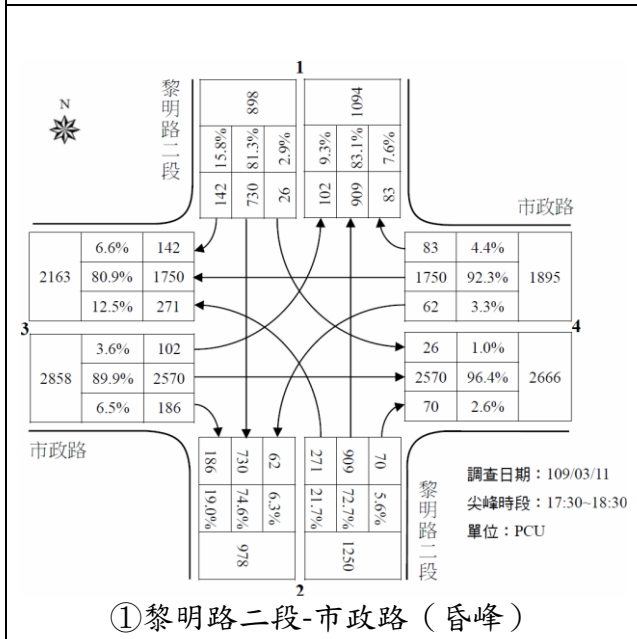 1
N
黎明路二段
898
15.8% 81.3% 2.9%
142 730 26
1094
9.3% 83.1% 7.6%
102 909 83
市政路
2163
6.6% 142
80.9% 1750
12.5% 271
83 4.4%
1750 92.3%
62 3.3%
1895
3
4
2858
3.6% 102
89.9% 2570
6.5% 186
26 1.0%
2570 96.4%
70 2.6%
2666
市政路
186 730 62
19.0% 74.6% 6.3%
978
271 909 70
21.7% 72.7% 5.6%
1250
黎明路二段
調查日期：109/03/11
尖峰時段：17:30~18:30
單位：PCU
2
①黎明路二段-市政路（昏峰）